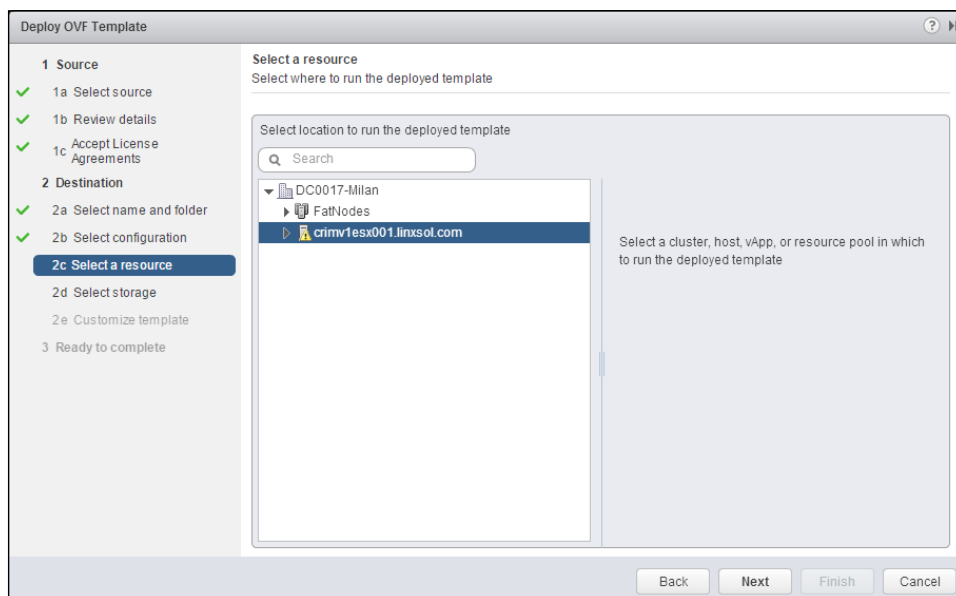 Deploy OVF Template
?
1 Source
1a Select source
1b Review details
1c Accept License
Agreements
2 Destination
2a Select name and folder
2b Select configuration
2c Select a resource
2d Select storage
2e Customize template
3 Ready to complete
Select a resource
Select where to run the deployed template
Select location to run the deployed template
Search
DC0017-Milan
FatNodes
crimv1esx001.linxsol.com
Select a cluster, host, vApp, or resource pool in which
to run the deployed template
Back
Next
Finish
Cancel